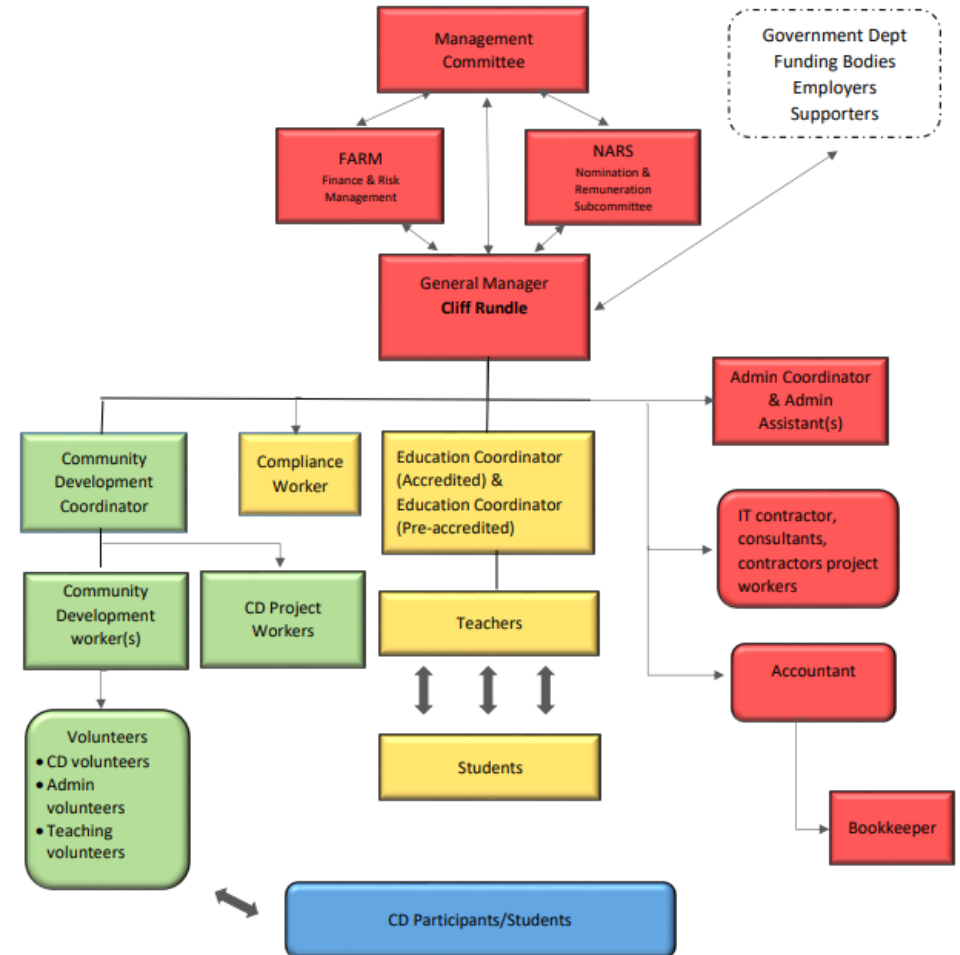 Management
Committee
Government Dept
Funding Bodies
Employers
Supporters
FARM
Finance & Risk
Management
NARS
Nomination &
Remuneration
Subcommittee
General Manager
Cliff Rundle
Admin Coordinator
& Admin
Assistant(s)
Community
Development
Coordinator
Compliance
Worker
Education Coordinator
(Accredited) &
Education Coordinator
(Pre-accredited)
IT contractor,
consultants,
contractors project
workers
Community
Development
worker(s)
CD Project
Workers
Teachers
Accountant
Volunteers
• CD volunteers
• Admin
volunteers
• Teaching
volunteers
Students
Bookkeeper
CD Participants/Students